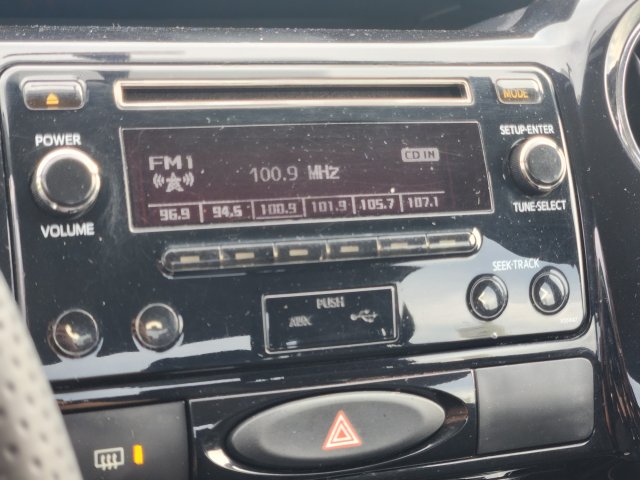 MODE
POWER
SETUP·ENTER
FM1
CD IN
100.9 MHz
96.9 94.5 100.9 101.9 105.7 107.1
VOLUME
TUNE·SELECT
SEEK·TRACK
PUSH
AUX